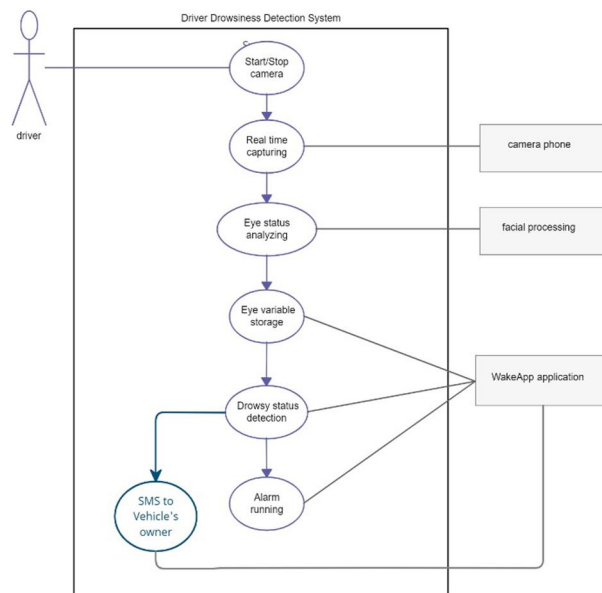 Driver Drowsiness Detection System
Start/Stop
camera
driver
Real time
capturing
camera phone
Eye status
analyzing
facial processing
Eye variable
storage
WakeApp application
Drowsy status
detection
SMS to
Vehicle's
owner
Alarm
running